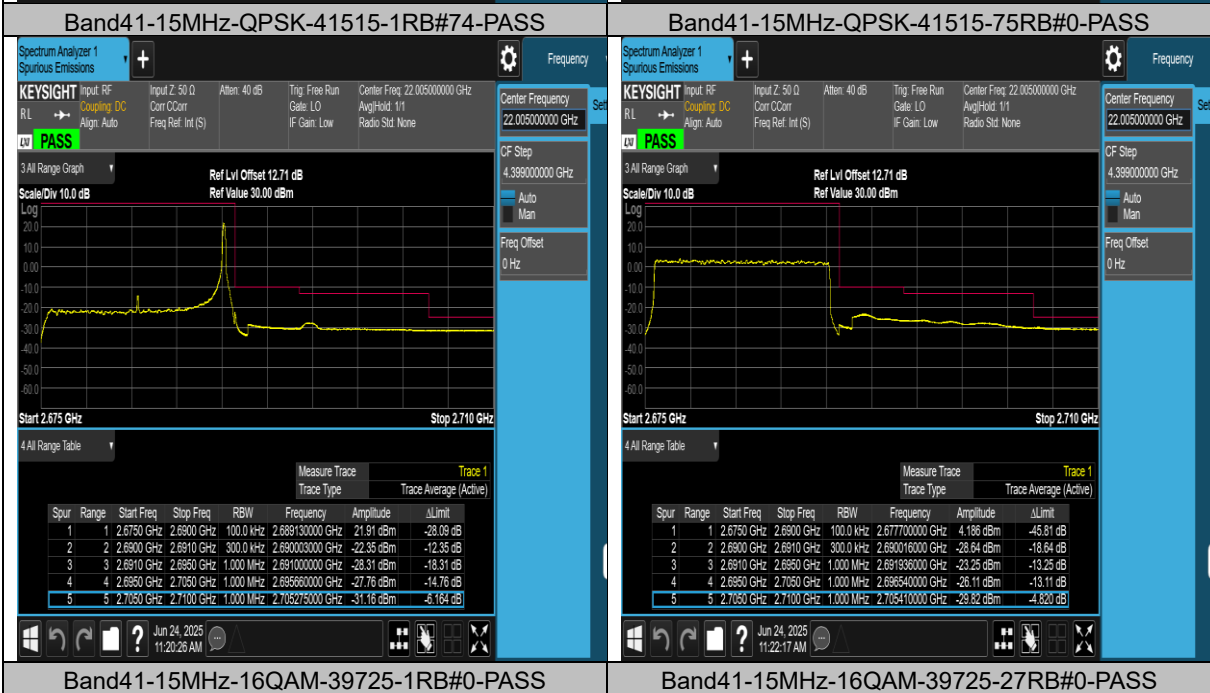 Band41-15MHz-QPSK-41515-1RB#74-PASS
Spectrum Analyzer 1
Spurious Emissions
+
Frequency
KEYSIGHT
RL
Input: RF
Coupling: DC
Align: Auto
Input Z: 50 Ω
Corr CCorr
Freq Ref: Int (S)
Atten: 40 dB
Trig: Free Run
Gate: LO
IF Gain: Low
Center Freq: 22.005000000 GHz
Avg|Hold: 1/1
Radio Std: None
LXI PASS
Center Frequency
22.005000000 GHz
Sett
CF Step
4.399000000 GHz
Auto
Man
Freq Offset
0 Hz
3 All Range Graph
Ref Lvl Offset 12.71 dB
Scale/Div 10.0 dB
Ref Value 30.00 dBm
Log
20.0
10.0
0.00
-10.0
-20.0
-30.0
-40.0
-50.0
-60.0
Start 2.675 GHz
Stop 2.710 GHz
4 All Range Table
Measure Trace Trace 1
Trace Type Trace Average (Active)
Spur Range Start Freq Stop Freq RBW Frequency Amplitude ΔLimit
1 1 2.6750 GHz 2.6900 GHz 100.0 kHz 2.689130000 GHz 21.91 dBm -28.09 dB
2 2 2.6900 GHz 2.6910 GHz 300.0 kHz 2.690003000 GHz -22.35 dBm -12.35 dB
3 3 2.6910 GHz 2.6950 GHz 1.000 MHz 2.691000000 GHz -28.31 dBm -18.31 dB
4 4 2.6950 GHz 2.7050 GHz 1.000 MHz 2.695660000 GHz -27.76 dBm -14.76 dB
5 5 2.7050 GHz 2.7100 GHz 1.000 MHz 2.705275000 GHz -31.16 dBm -6.164 dB
?
Jun 24, 2025
11:20:26 AM
Band41-15MHz-16QAM-39725-1RB#0-PASS
Band41-15MHz-QPSK-41515-75RB#0-PASS
Spectrum Analyzer 1
Spurious Emissions
+
Frequency
KEYSIGHT
RL
Input: RF
Coupling: DC
Align: Auto
Input Z: 50 Ω
Corr CCorr
Freq Ref: Int (S)
Atten: 40 dB
Trig: Free Run
Gate: LO
IF Gain: Low
Center Freq: 22.005000000 GHz
Avg|Hold: 1/1
Radio Std: None
LXI PASS
Center Frequency
22.005000000 GHz
Set
CF Step
4.399000000 GHz
Auto
Man
Freq Offset
0 Hz
3 All Range Graph
Ref Lvl Offset 12.71 dB
Scale/Div 10.0 dB
Ref Value 30.00 dBm
Log
20.0
10.0
0.00
-10.0
-20.0
-30.0
-40.0
-50.0
-60.0
Start 2.675 GHz
Stop 2.710 GHz
4 All Range Table
Measure Trace Trace 1
Trace Type Trace Average (Active)
Spur Range Start Freq Stop Freq RBW Frequency Amplitude ΔLimit
1 1 2.6750 GHz 2.6900 GHz 100.0 kHz 2.677700000 GHz 4.186 dBm -45.81 dB
2 2 2.6900 GHz 2.6910 GHz 300.0 kHz 2.690016000 GHz -28.64 dBm -18.64 dB
3 3 2.6910 GHz 2.6950 GHz 1.000 MHz 2.691936000 GHz -23.25 dBm -13.25 dB
4 4 2.6950 GHz 2.7050 GHz 1.000 MHz 2.696540000 GHz -26.11 dBm -13.11 dB
5 5 2.7050 GHz 2.7100 GHz 1.000 MHz 2.705410000 GHz -29.82 dBm -4.820 dB
?
Jun 24, 2025
11:22:17 AM
Band41-15MHz-16QAM-39725-27RB#0-PASS